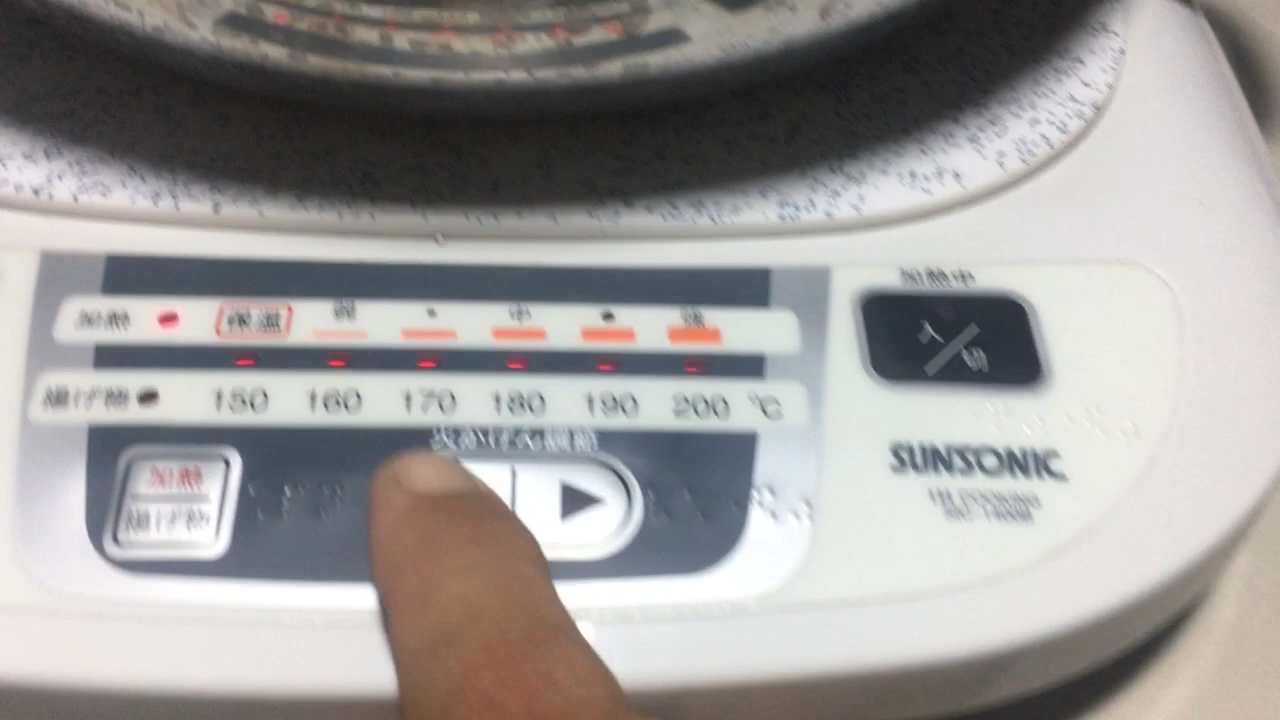 加熱中
加熱 保温 弱 ・ 中 ・ 強
入/切
揚げ物 150 160 170 180 190 200 ℃
SUNSONIC
加熱
揚げ物